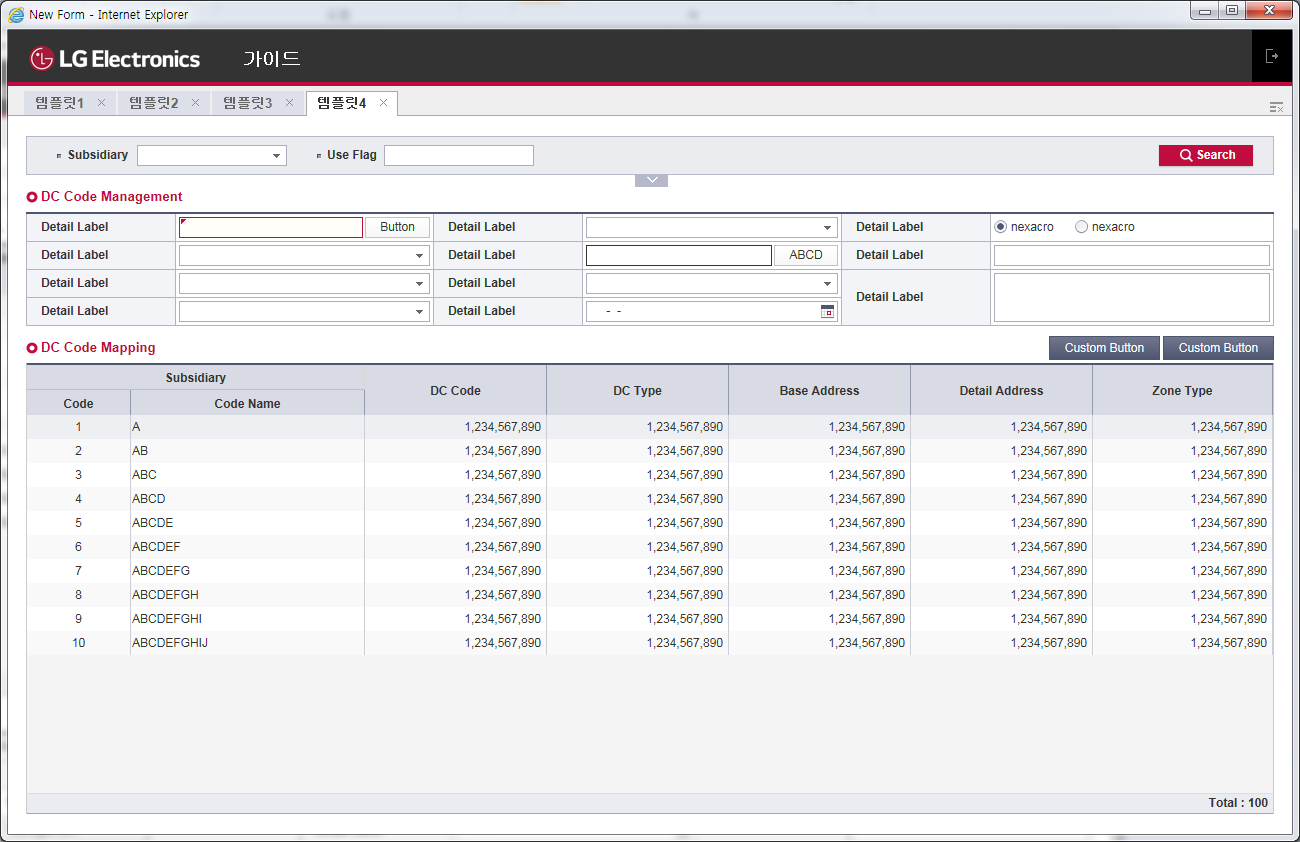 New Form - Internet Explorer
LG Electronics 가이드
템플릿1 템플릿2 템플릿3 템플릿4
Subsidiary Use Flag Search
DC Code Management
Detail Label Button Detail Label Detail Label nexacro nexacro
Detail Label Detail Label ABCD Detail Label
Detail Label Detail Label Detail Label
Detail Label Detail Label - -
DC Code Mapping Custom Button Custom Button
Subsidiary DC Code DC Type Base Address Detail Address Zone Type
Code Code Name
1 A 1,234,567,890 1,234,567,890 1,234,567,890 1,234,567,890 1,234,567,890
2 AB 1,234,567,890 1,234,567,890 1,234,567,890 1,234,567,890 1,234,567,890
3 ABC 1,234,567,890 1,234,567,890 1,234,567,890 1,234,567,890 1,234,567,890
4 ABCD 1,234,567,890 1,234,567,890 1,234,567,890 1,234,567,890 1,234,567,890
5 ABCDE 1,234,567,890 1,234,567,890 1,234,567,890 1,234,567,890 1,234,567,890
6 ABCDEF 1,234,567,890 1,234,567,890 1,234,567,890 1,234,567,890 1,234,567,890
7 ABCDEFG 1,234,567,890 1,234,567,890 1,234,567,890 1,234,567,890 1,234,567,890
8 ABCDEFGH 1,234,567,890 1,234,567,890 1,234,567,890 1,234,567,890 1,234,567,890
9 ABCDEFGHI 1,234,567,890 1,234,567,890 1,234,567,890 1,234,567,890 1,234,567,890
10 ABCDEFGHIJ 1,234,567,890 1,234,567,890 1,234,567,890 1,234,567,890 1,234,567,890
Total : 100